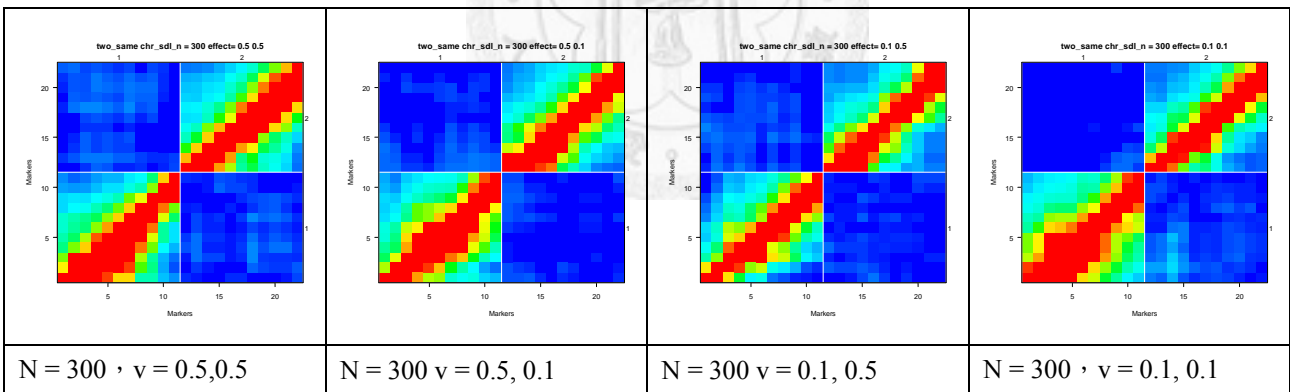 two_same chr_sdl_n = 300 effect= 0.5 0.5
1 2
20
15
10
5
Markers
2
1
5 10 15 20
Markers
N = 300，v = 0.5,0.5
two_same chr_sdl_n = 300 effect= 0.5 0.1
1 2
20
15
10
5
Markers
2
1
5 10 15 20
Markers
N = 300 v = 0.5, 0.1
two_same chr_sdl_n = 300 effect= 0.1 0.5
1 2
20
15
10
5
Markers
2
1
5 10 15 20
Markers
N = 300 v = 0.1, 0.5
two_same chr_sdl_n = 300 effect= 0.1 0.1
1 2
20
15
10
5
Markers
2
1
5 10 15 20
Markers
N = 300，v = 0.1, 0.1